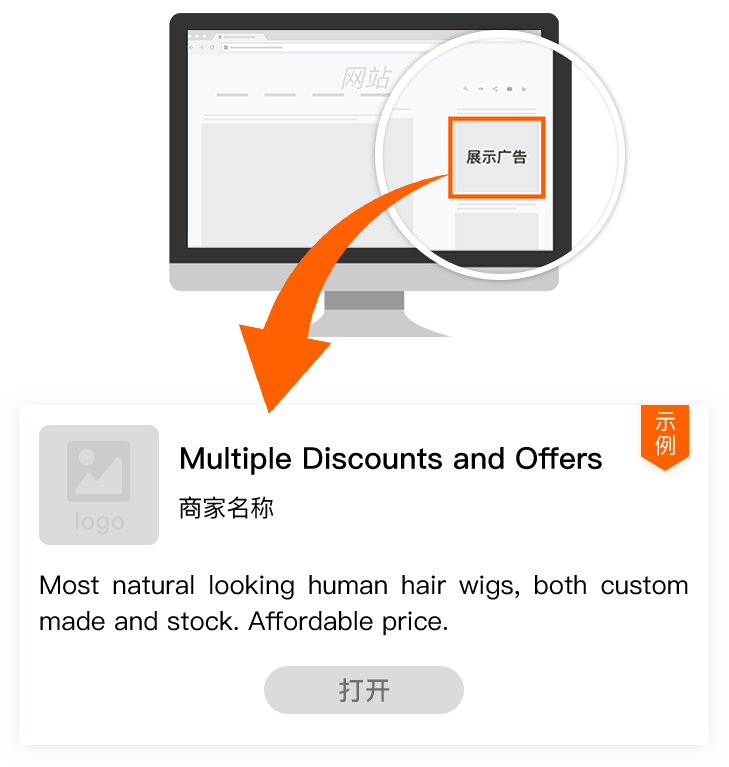 网站
展示广告
示例
logo
Multiple Discounts and Offers
商家名称
Most natural looking human hair wigs, both custom
made and stock. Affordable price.
打开